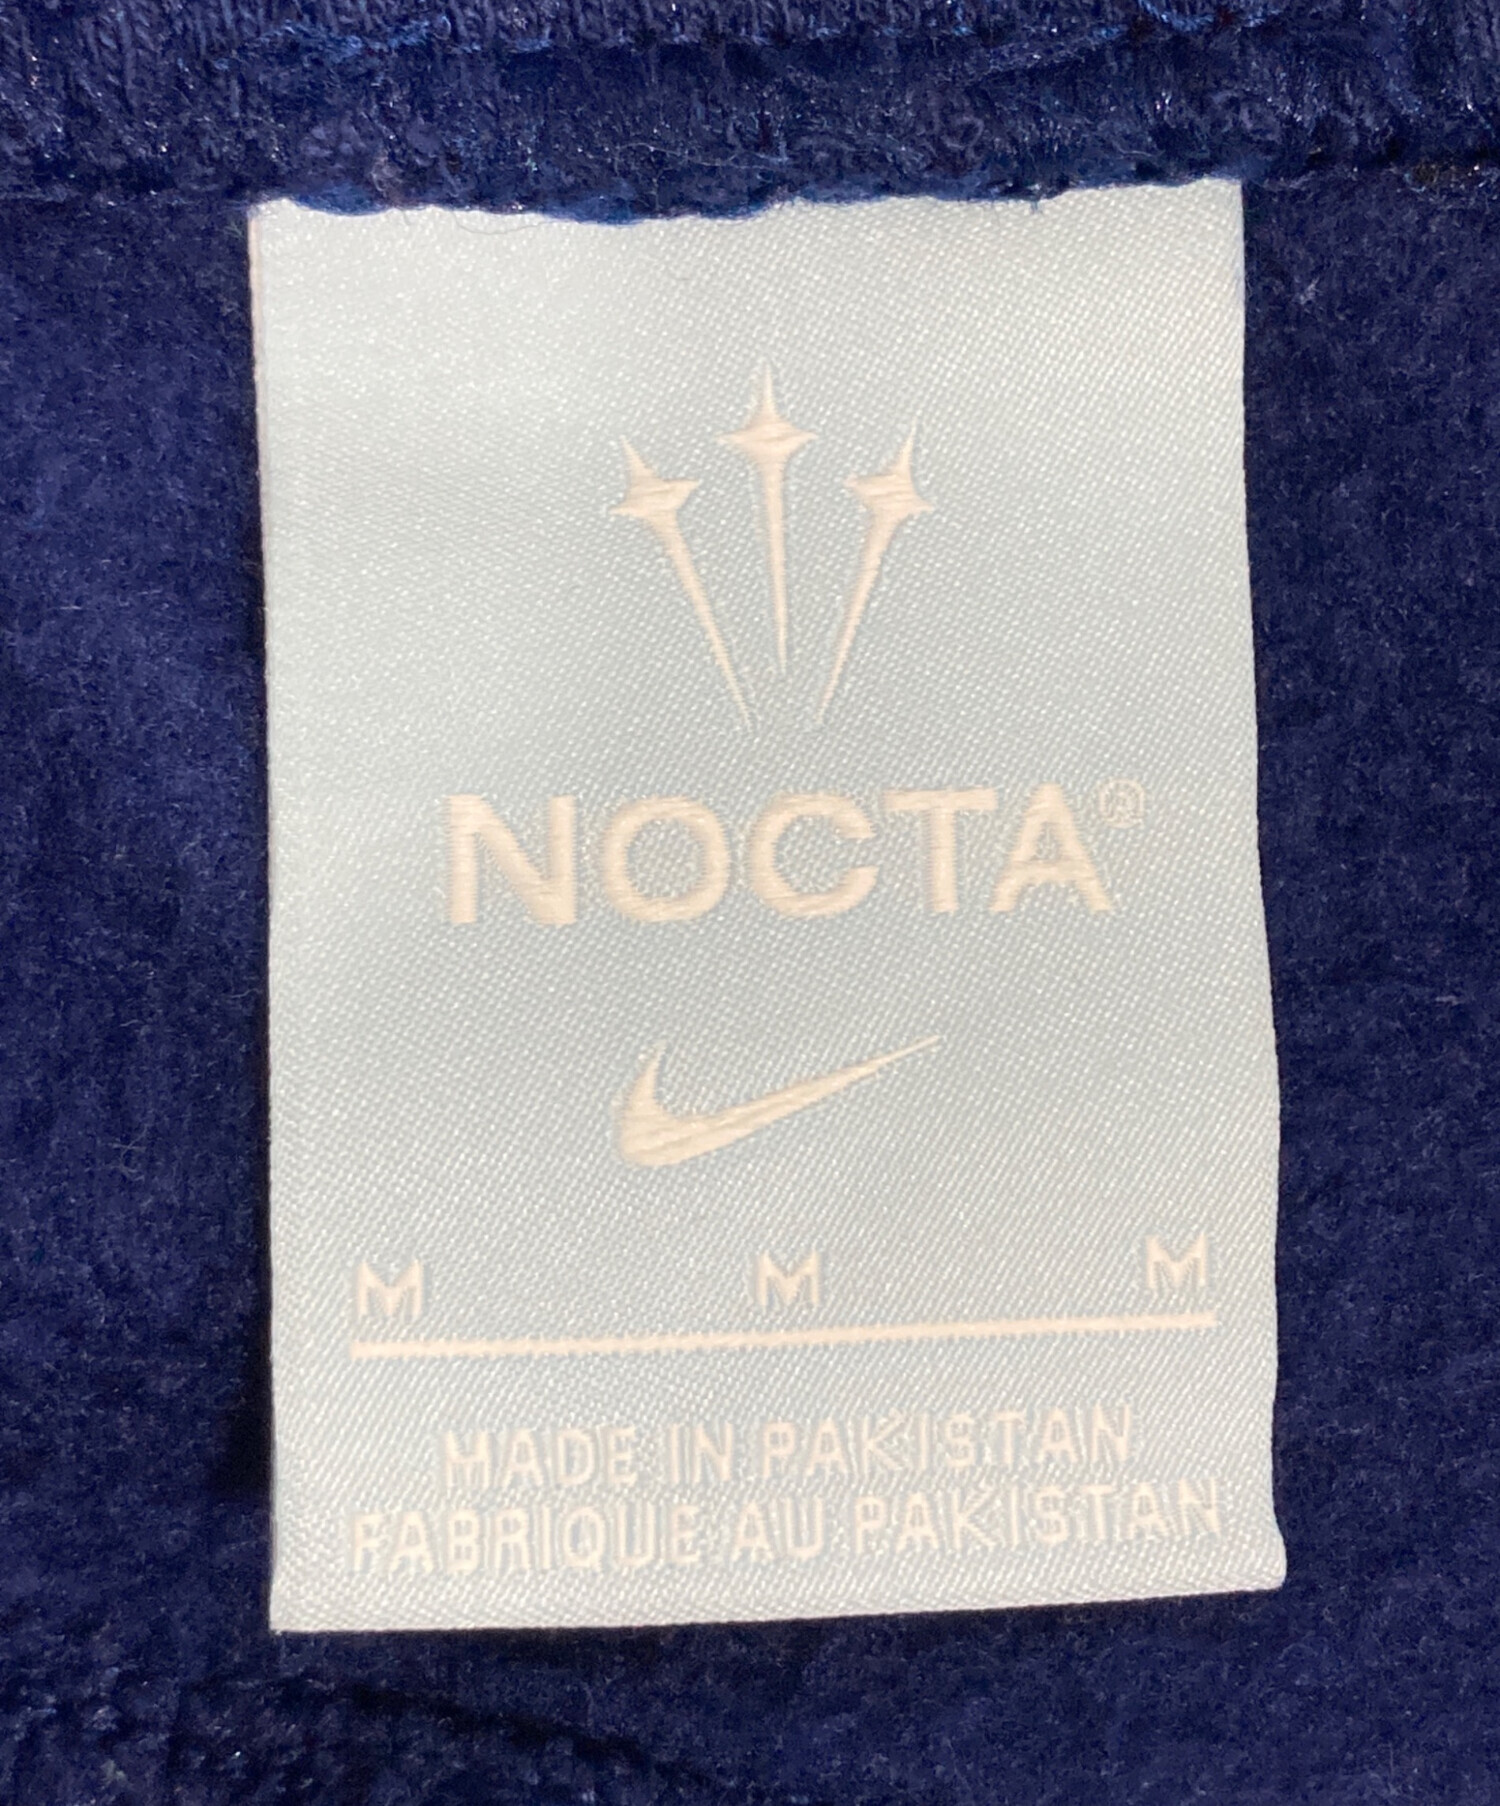 NOCTA®
M M M
MADE IN PAKISTAN
FABRIQUE AU PAKISTAN